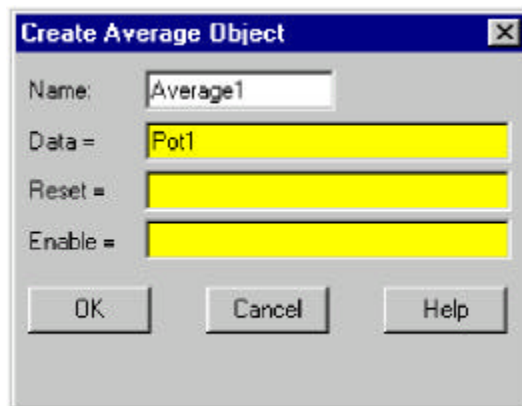 Create Average Object
Name: Average1
Data = Pot1
Reset =
Enable =
OK Cancel Help